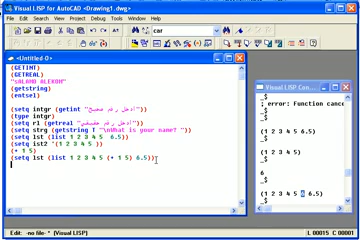 Visual LISP for AutoCAD <Drawing1.dwg>
File Edit Search View Project Debug Tools Window Help
car
<Untitled-0
(GETINT)
(GETREAL)
"SALAMO ALEKOM"
(getstring)
(entsel)
(setq intgr (getint "أدخل رقم صحيح"))
(type intgr)
(setq rl (getreal "أدخل رقم حقيقي"))
(setq strg (getstring T "\nWhat is your name? "))
(setq lst (list 1 2 3 4 5 6.5))
(setq lst2 '(1 2 3 4 5 ))
(+ 1 5)
(setq lst (list 1 2 3 4 5 (+ 1 5) 6.5))
Visual LISP Con
_$
; error: Function cance
_$
(1 2 3 4 5 6.5)
_$
(1 2 3 4 5)
_$
6
_$
(1 2 3 4 5 6 6.5)
_$
Edit: -no file- * (Visual LISP)
L 00015 C 00001